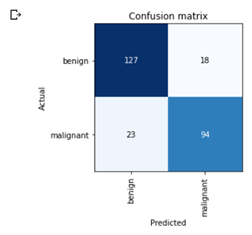 Confusion matrix
benign
127
18
Actual
malignant
23
94
benign
malignant
Predicted